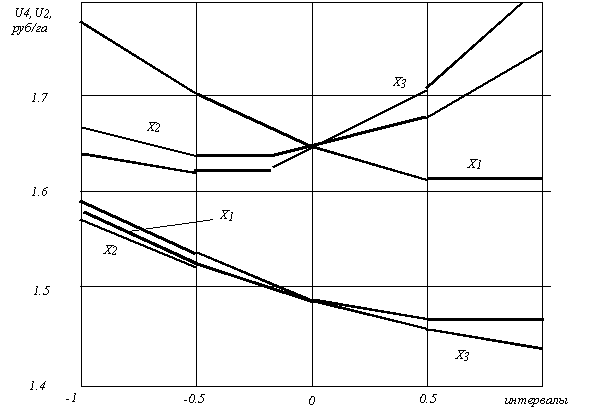 U4, U2,
руб/га
X3
1.7
X2
X1
1.6
X1
X2
1.5
X3
1.4
-1 -0.5 0 0.5 интервалы